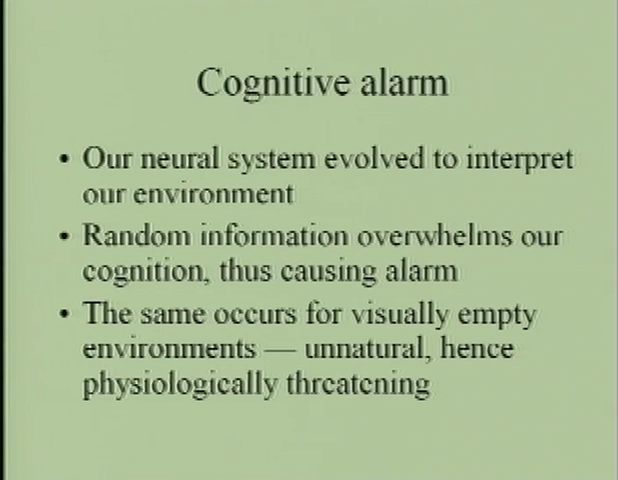 Cognitive alarm
• Our neural system evolved to interpret
our environment
• Random information overwhelms our
cognition, thus causing alarm
• The same occurs for visually empty
environments — unnatural, hence
physiologically threatening